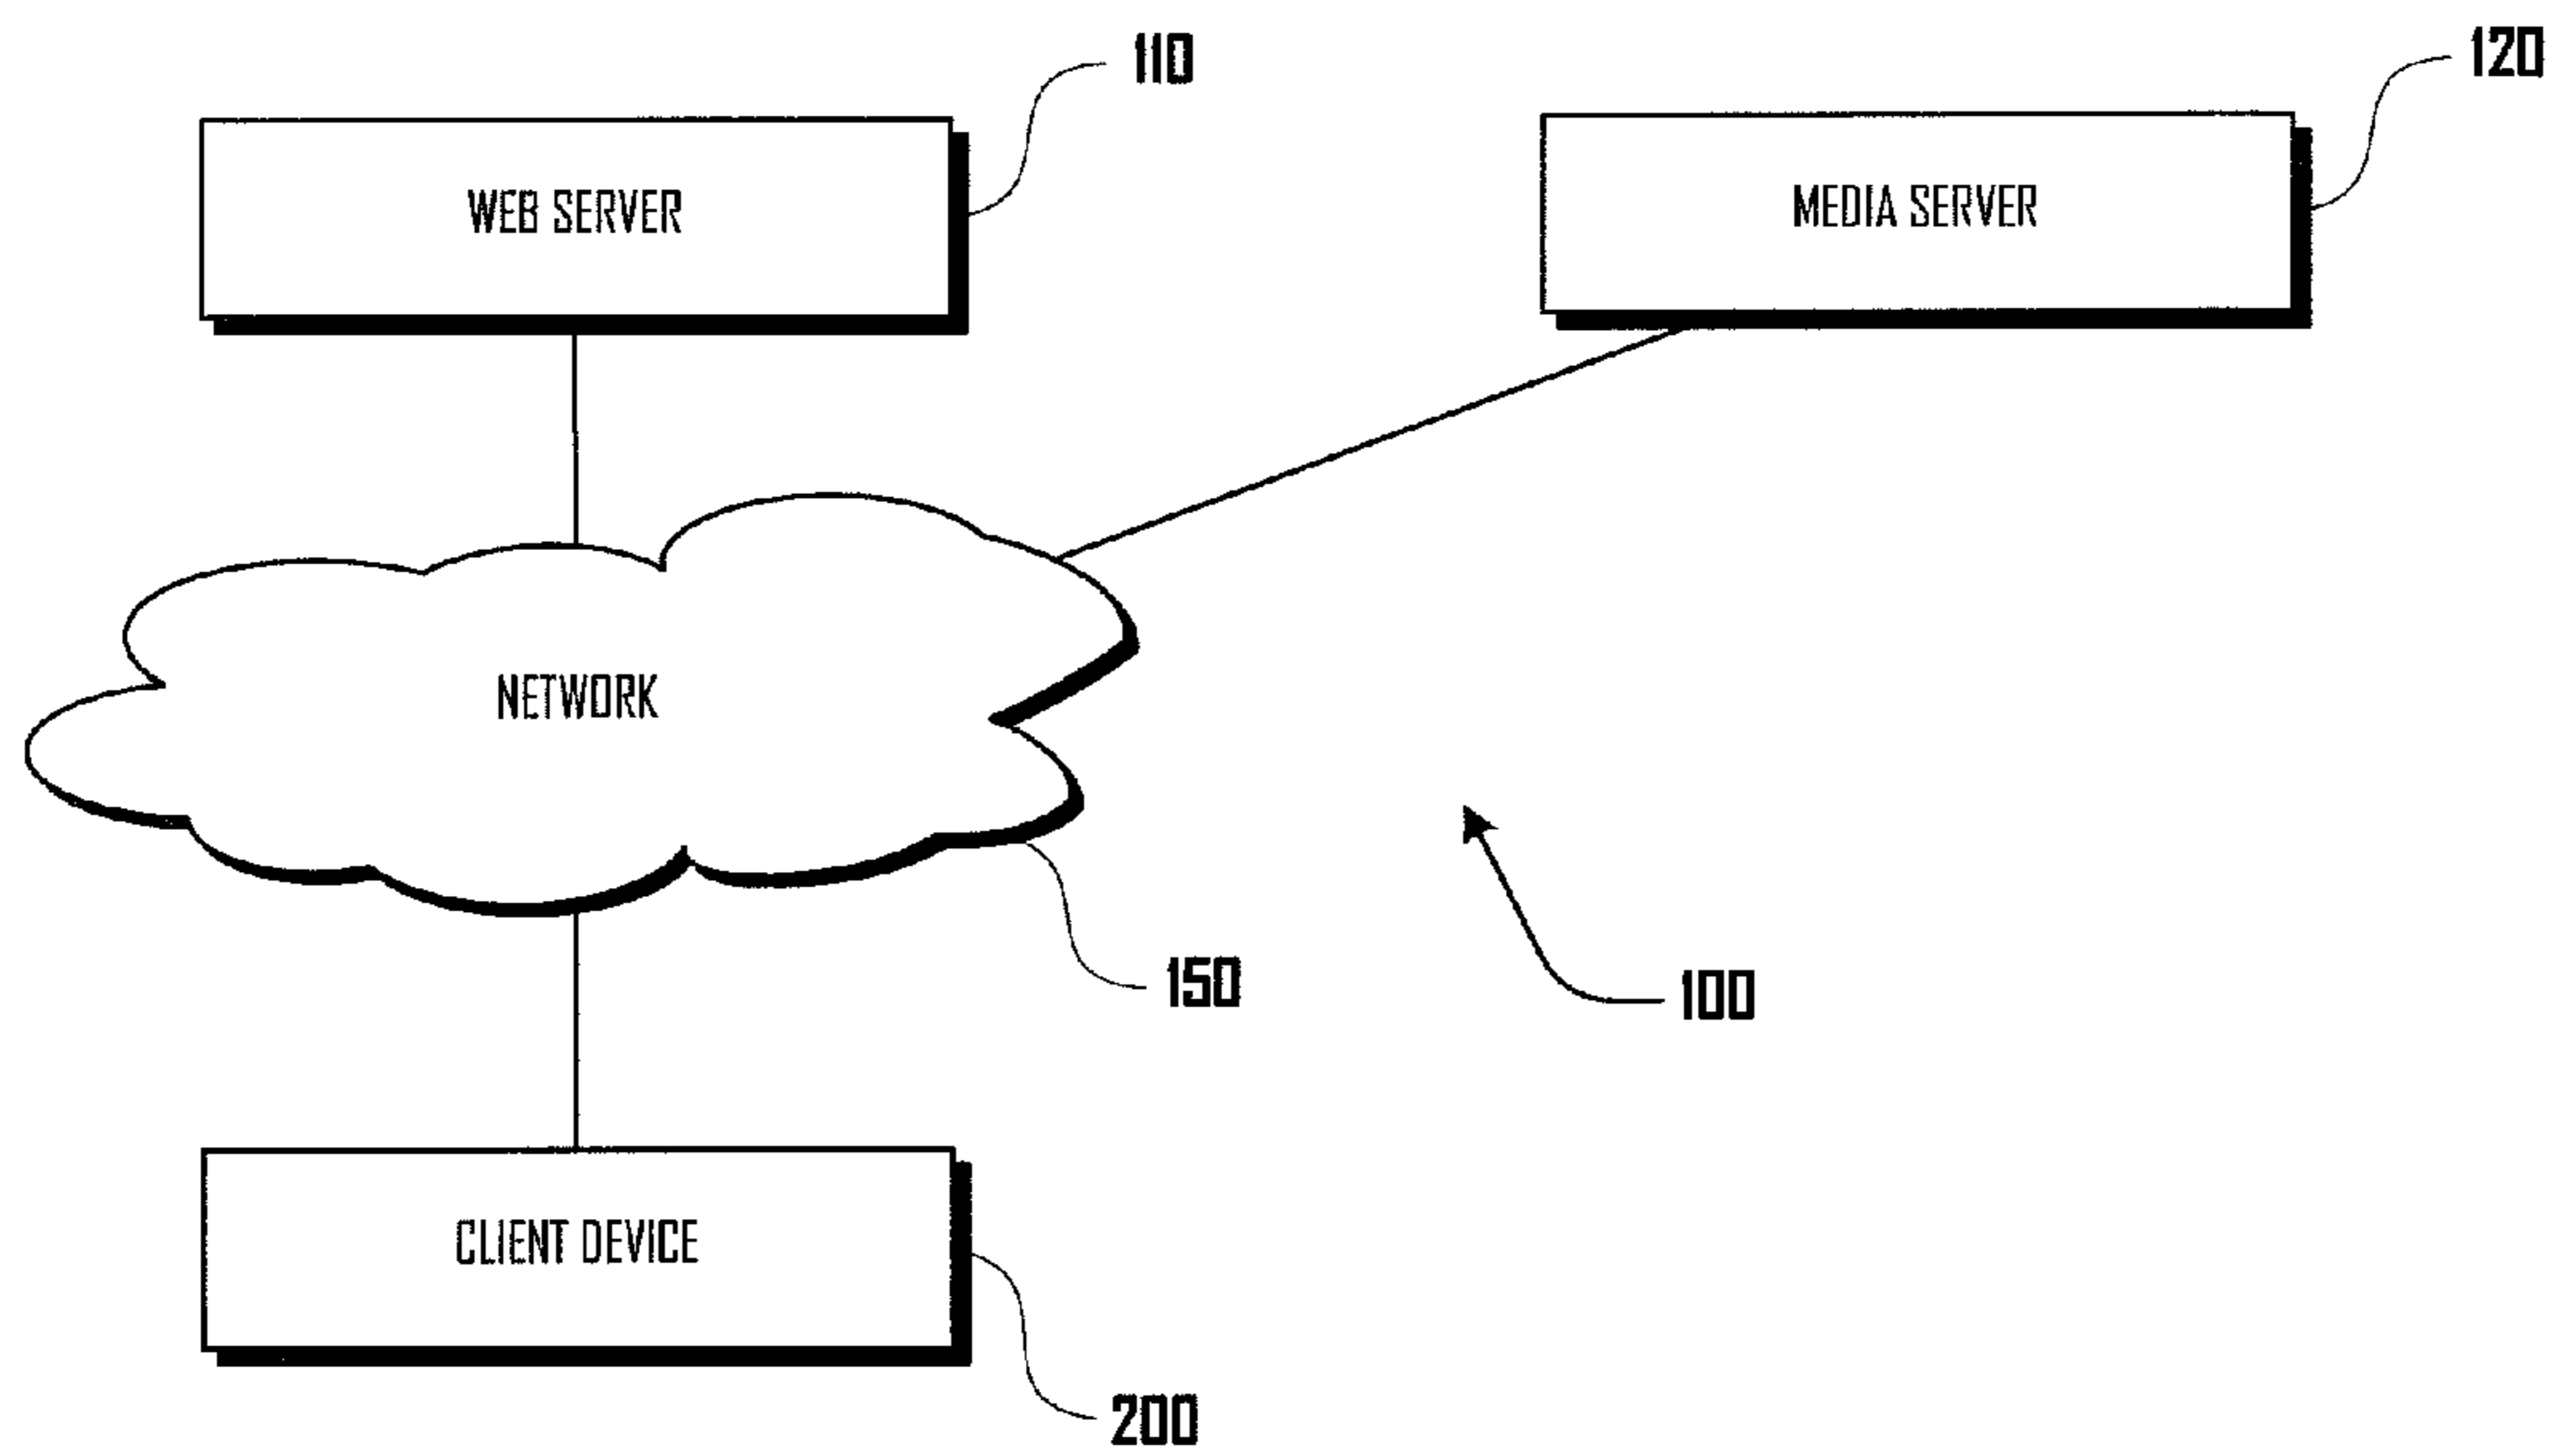 110
120
WEB SERVER
MEDIA SERVER
NETWORK
150
100
CLIENT DEVICE
200